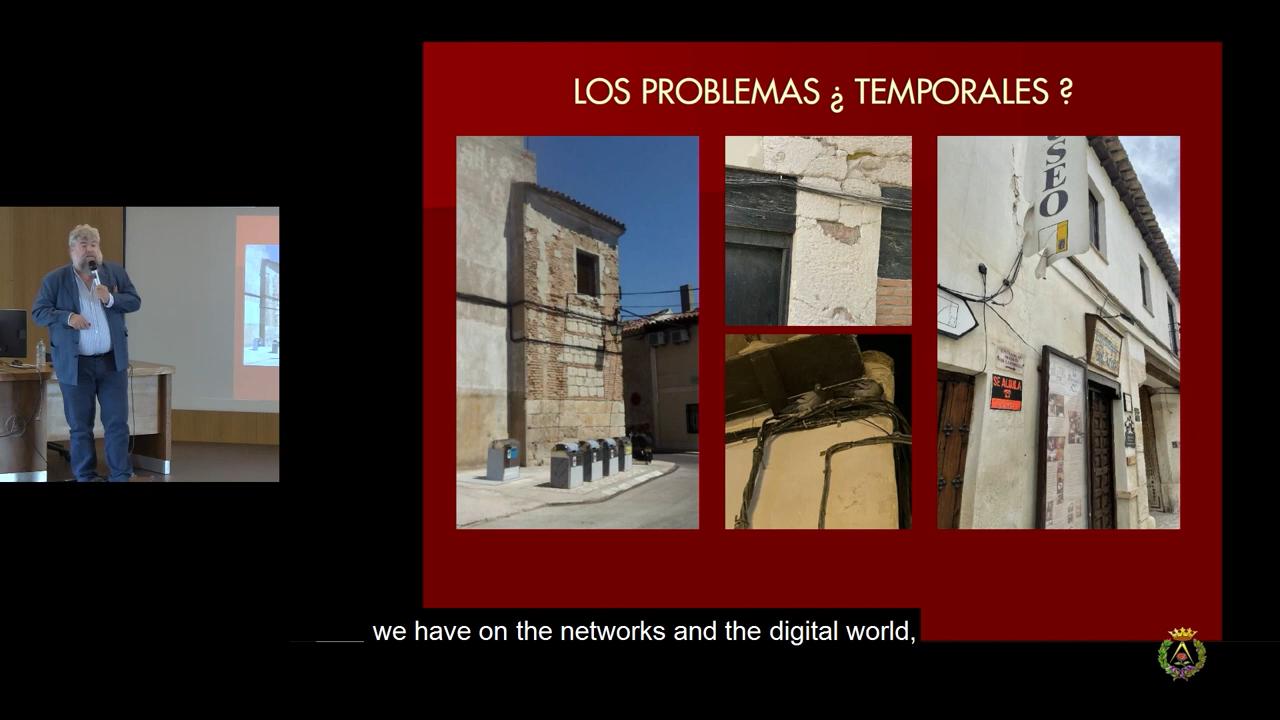 LOS PROBLEMAS ¿ TEMPORALES ?
SEO
SE ALQUILA
we have on the networks and the digital world,